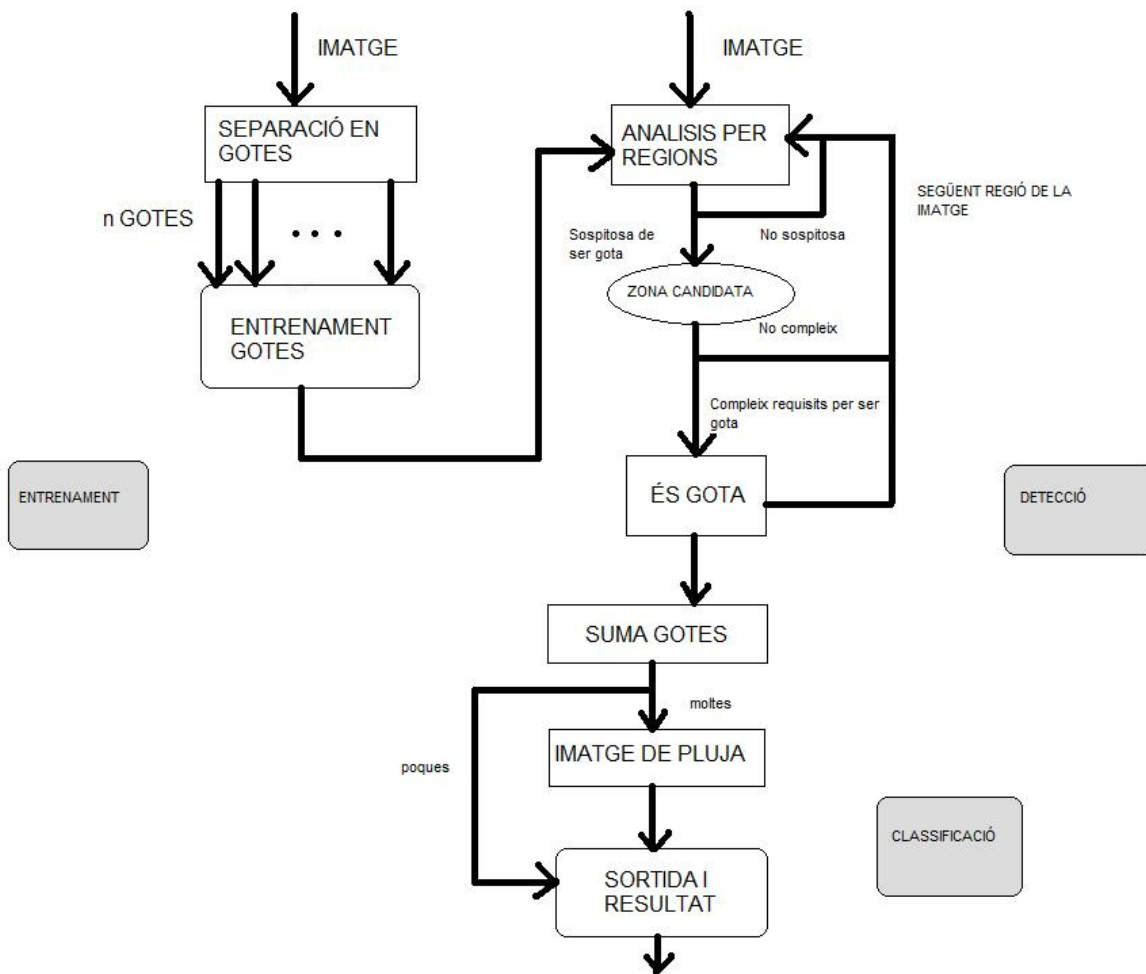 IMATGE
SEPARACIÓ EN
GOTES
n GOTES
...
ENTRENAMENT
GOTES
ENTRENAMENT
IMATGE
ANALISIS PER
REGIONS
SEGÜENT REGIÓ DE LA
IMATGE
Sospitosa de
ser gota
No sospitosa
ZONA CANDIDATA
No compleix
Compleix requisits per ser
gota
ÉS GOTA
DETECCIÓ
SUMA GOTES
moltes
poques
IMATGE DE PLUJA
CLASSIFICACIÓ
SORTIDA I
RESULTAT